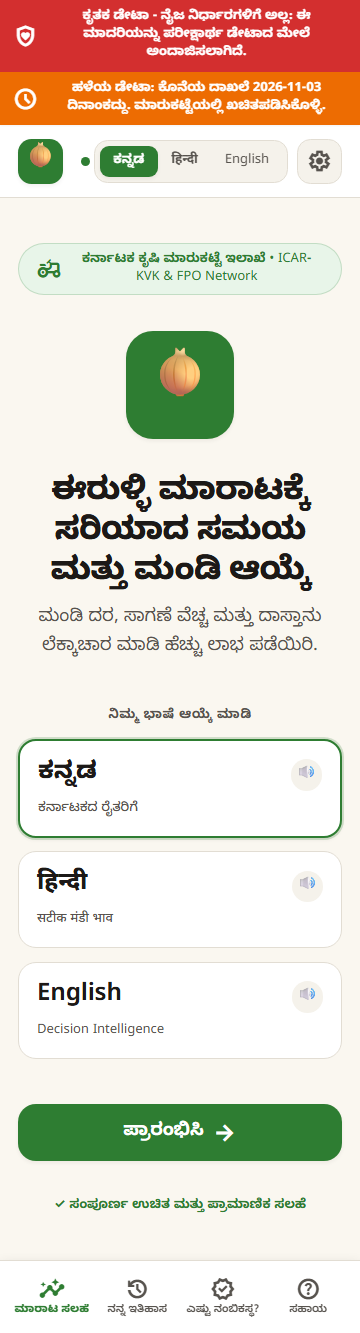 ಕೃತಕ ಡೇಟಾ - ನೈಜ ನಿರ್ಧಾರಗಳಿಗೆ ಅಲ್ಲ: ಈ
ಮಾದರಿಯನ್ನು ಪರೀಕ್ಷಾರ್ಥ ಡೇಟಾದ ಮೇಲೆ
ಅಂದಾಜಿಸಲಾಗಿದೆ.
ಹಳೆಯ ಡೇಟಾ: ಕೊನೆಯ ದಾಖಲೆ 2026-11-03
ದಿನಾಂಕದ್ದು. ಮಾರುಕಟ್ಟೆಯಲ್ಲಿ ಖಚಿತಪಡಿಸಿಕೊಳ್ಳಿ.
ಕನ್ನಡ हिन्दी English
ಕರ್ನಾಟಕ ಕೃಷಿ ಮಾರುಕಟ್ಟೆ ಇಲಾಖೆ • ICAR-
KVK & FPO Network
ಈರುಳ್ಳಿ ಮಾರಾಟಕ್ಕೆ
ಸರಿಯಾದ ಸಮಯ
ಮತ್ತು ಮಂಡಿ ಆಯ್ಕೆ
ಮಂಡಿ ದರ, ಸಾಗಣೆ ವೆಚ್ಚ ಮತ್ತು ದಾಸ್ತಾನು
ಲೆಕ್ಕಾಚಾರ ಮಾಡಿ ಹೆಚ್ಚು ಲಾಭ ಪಡೆಯಿರಿ.
ನಿಮ್ಮ ಭಾಷೆ ಆಯ್ಕೆ ಮಾಡಿ
ಕನ್ನಡ
ಕರ್ನಾಟಕದ ರೈತರಿಗೆ
हिन्दी
सटीक मंडी भाव
English
Decision Intelligence
ಪ್ರಾರಂಭಿಸಿ →
✓ ಸಂಪೂರ್ಣ ಉಚಿತ ಮತ್ತು ಪ್ರಾಮಾಣಿಕ ಸಲಹೆ
ಮಾರಾಟ ಸಲಹೆ ನನ್ನ ಇತಿಹಾಸ ಎಷ್ಟು ನಂಬಿಕಸ್ಥ? ಸಹಾಯ